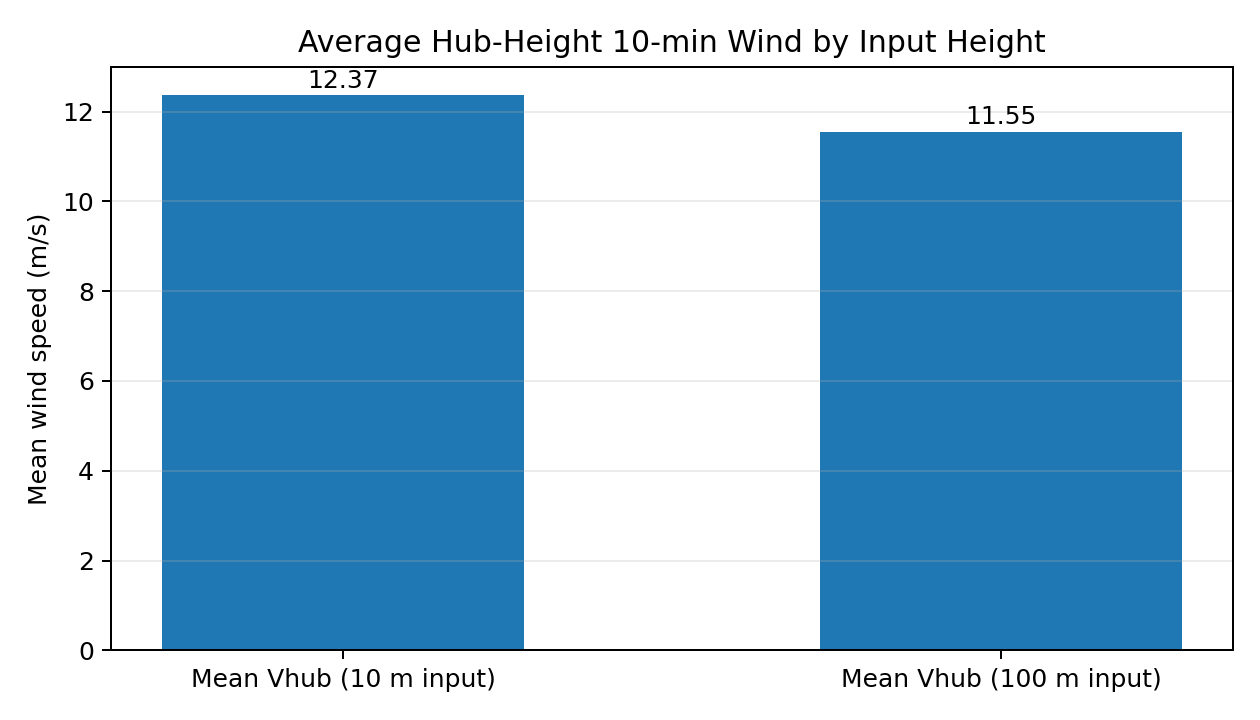 Average Hub-Height 10-min Wind by Input Height
Mean wind speed (m/s)
12
10
8
6
4
2
0
12.37
11.55
Mean Vhub (10 m input)
Mean Vhub (100 m input)